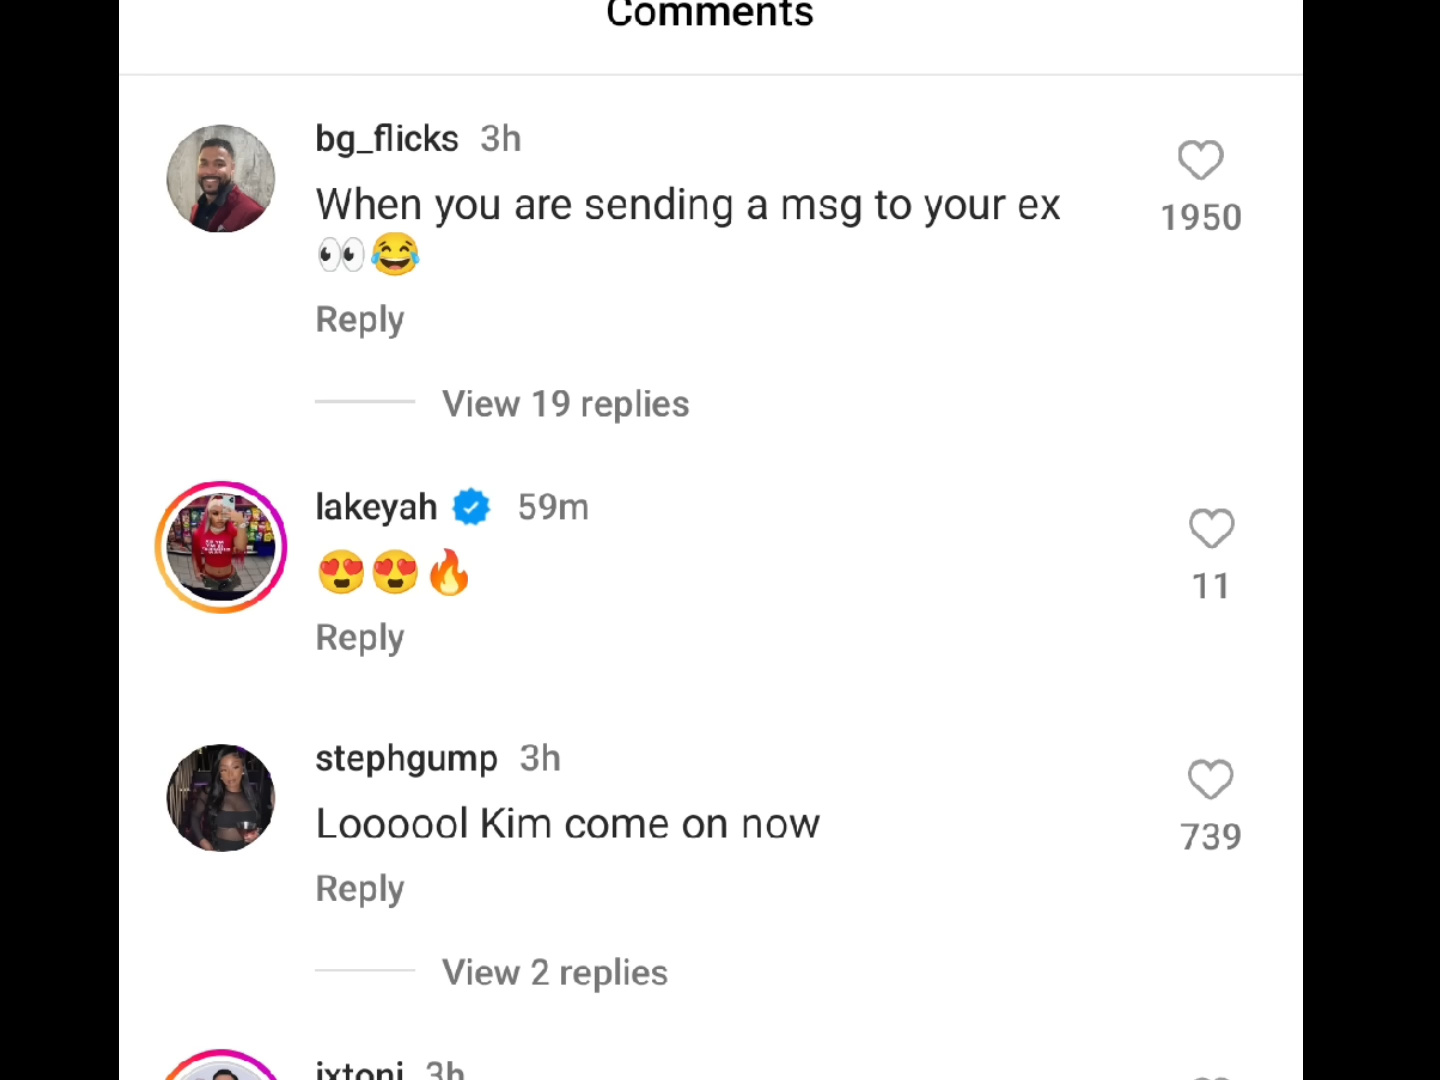 Comments
bg_flicks 3h
When you are sending a msg to your ex
👀😂
1950
Reply
View 19 replies
lakeyah 59m
😍😍🔥
11
Reply
stephgump 3h
Loooool Kim come on now
739
Reply
View 2 replies
ixtoni 3h